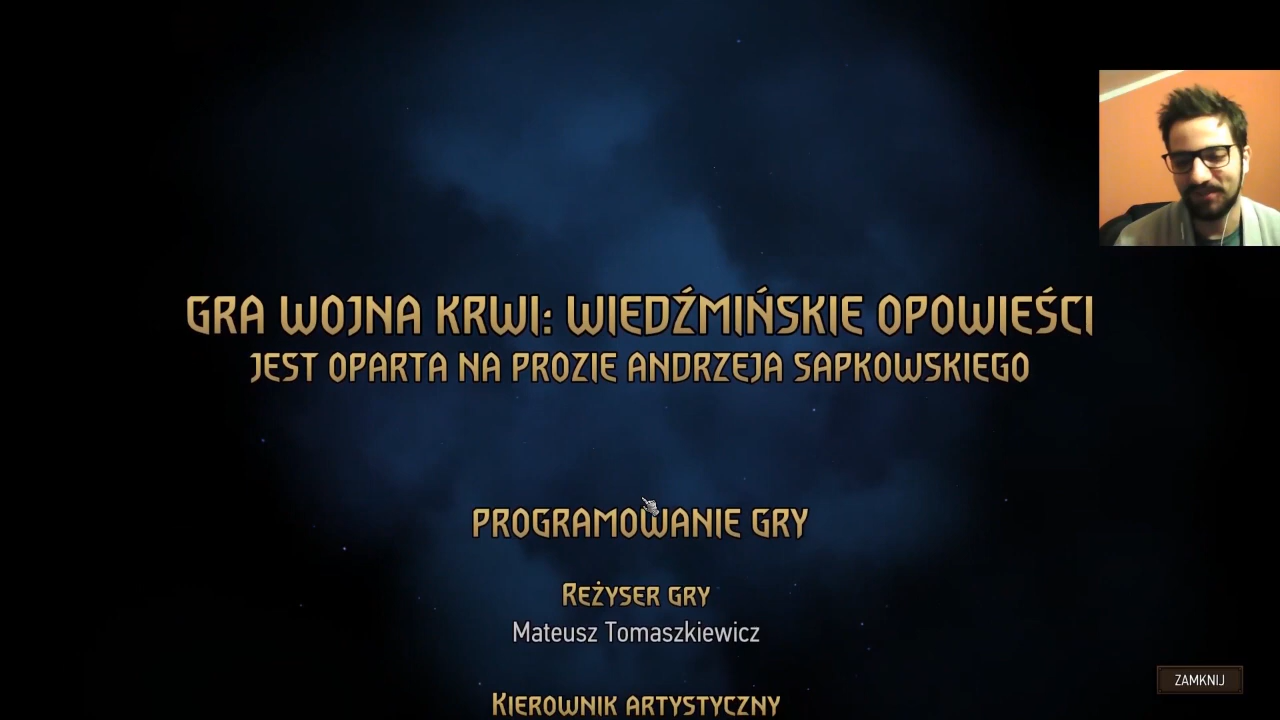 GRA WOJNA KRWI: WIEDŹMIŃSKIE OPOWIEŚCI
JEST OPARTA NA PROZIE ANDRZEJA SAPKOWSKIEGO
PROGRAMOWANIE GRY
REŻYSER GRY
Mateusz Tomaszkiewicz
KIEROWNIK ARTYSTYCZNY
ZAMKNIJ